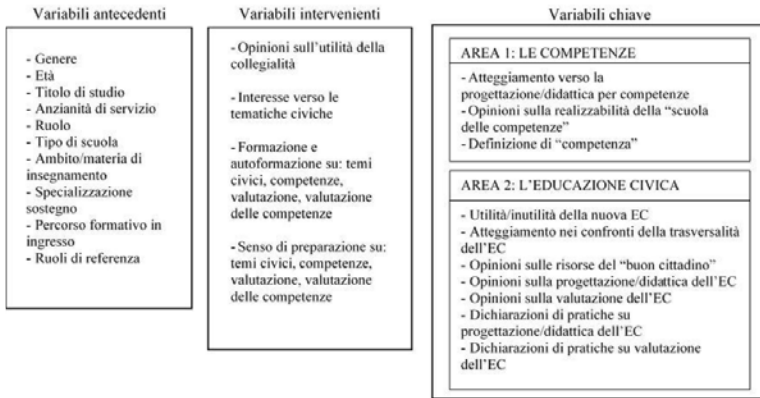 Variabili antecedenti
- Genere
- Età
- Titolo di studio
- Anzianità di servizio
- Ruolo
- Tipo di scuola
- Ambito/materia di
insegnamento
- Specializzazione
sostegno
- Percorso formativo in
ingresso
- Ruoli di referenza
Variabili intervenienti
- Opinioni sull'utilità della
collegialità
- Interesse verso le
tematiche civiche
- Formazione e
autoformazione su: temi
civici, competenze,
valutazione, valutazione
delle competenze
- Senso di preparazione su:
temi civici, competenze,
valutazione, valutazione
delle competenze
Variabili chiave
AREA 1: LE COMPETENZE
- Atteggiamento verso la
progettazione/didattica per competenze
- Opinioni sulla realizzabilità della “scuola
delle competenze”
- Definizione di “competenza”
AREA 2: L'EDUCAZIONE CIVICA
- Utilità/inutilità della nuova EC
- Atteggiamento nei confronti della trasversalità
dell'EC
- Opinioni sulle risorse del “buon cittadino”
- Opinioni sulla progettazione/didattica dell'EC
- Opinioni sulla valutazione dell'EC
- Dichiarazioni di pratiche su
progettazione/didattica dell'EC
- Dichiarazioni di pratiche su valutazione
dell'EC